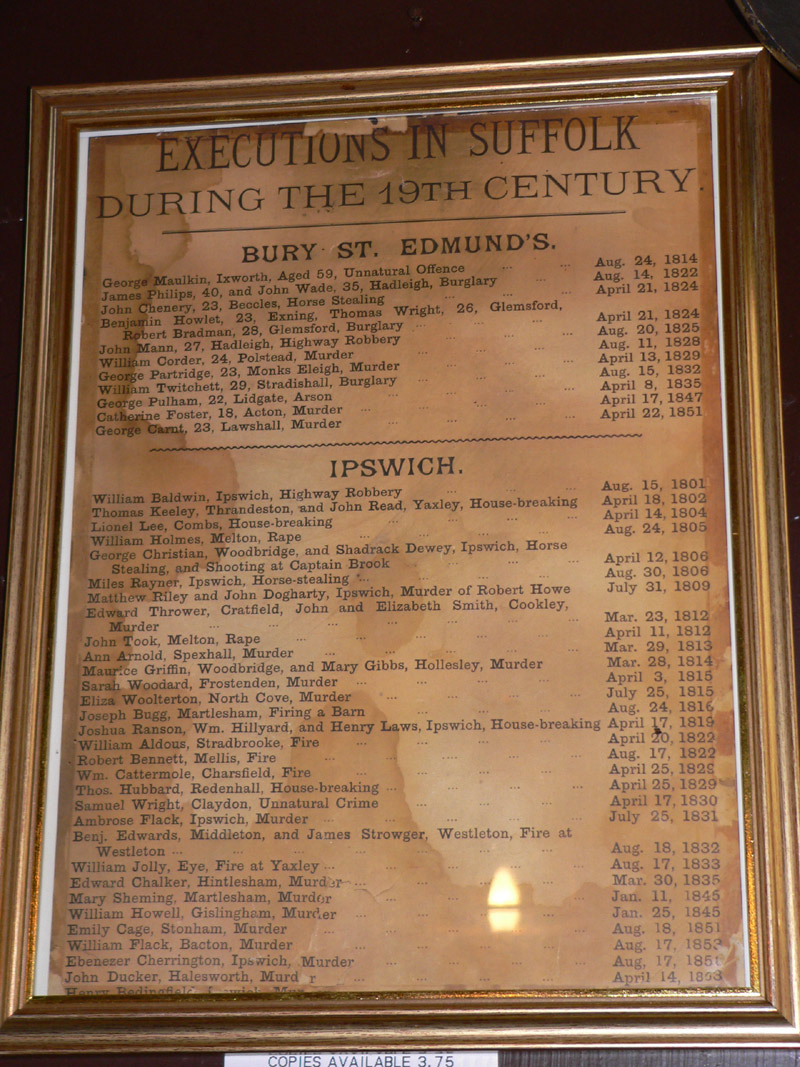 EXECUTIONS IN SUFFOLK
DURING THE 19TH CENTURY.
BURY ST. EDMUND'S.
George Maulkin, Ixworth, Aged 59, Unnatural Offence ... ... Aug. 24, 1814
James Philips, 40, and John Wade, 35, Hadleigh, Burglary ... Aug. 14, 1822
John Chenery, 23, Beccles, Horse Stealing ... ... ... April 21, 1824
Benjamin Howlet, 23, Exning, Thomas Wright, 26, Glemsford,
Robert Bradman, 28, Glemsford, Burglary ... ... ... April 21, 1824
John Mann, 27, Hadleigh, Highway Robbery ... ... Aug. 20, 1825
William Corder, 24, Polstead, Murder ... ... ... Aug. 11, 1828
George Partridge, 23, Monks Eleigh, Murder ... ... April 13, 1829
William Twitchett, 29, Stradishall, Burglary ... ... ... Aug. 15, 1832
George Pulham, 22, Lidgate, Arson ... ... ... April 8, 1835
Catherine Foster, 18, Acton, Murder ... ... ... April 17, 1847
George Carnt, 23, Lawshall, Murder ... ... ... April 22, 1851
IPSWICH.
William Baldwin, Ipswich, Highway Robbery ... ... Aug. 15, 1801
Thomas Keeley, Thrandeston, and John Read, Yaxley, House-breaking April 18, 1802
Lionel Lee, Combs, House-breaking ... ... ... April 14, 1804
William Holmes, Melton, Rape ... ... ... ... Aug. 24, 1805
George Christian, Woodbridge, and Shadrack Dewey, Ipswich, Horse
Stealing, and Shooting at Captain Brook ... ... ... April 12, 1806
Miles Rayner, Ipswich, Horse-stealing ... ... ... ... Aug. 30, 1806
Matthew Riley and John Dogharty, Ipswich, Murder of Robert Howe July 31, 1809
Edward Thrower, Cratfield, John and Elizabeth Smith, Cookley,
Murder ... ... ... ... ... ... Mar. 23, 1812
John Took, Melton, Rape ... ... ... ... April 11, 1812
Ann Arnold, Spexhall, Murder ... ... ... ... Mar. 29, 1813
Maurice Griffin, Woodbridge, and Mary Gibbs, Hollesley, Murder Mar. 28, 1814
Sarah Woodard, Frostenden, Murder ... ... ... ... April 3, 1815
Eliza Woolterton, North Cove, Murder ... ... ... July 25, 1815
Joseph Bugg, Martlesham, Firing a Barn ... ... ... Aug. 24, 1816
Joshua Ranson, Wm. Hillyard, and Henry Laws, Ipswich, House-breaking April 17, 1819
William Aldous, Stradbrooke, Fire ... ... ... ... April 20, 1822
Robert Bennett, Mellis, Fire ... ... ... ... Aug. 17, 1822
Wm. Cattermole, Charsfield, Fire ... ... ... ... April 25, 1828
Thos. Hubbard, Redenhall, House-breaking ... ... ... ... April 25, 1829
Samuel Wright, Claydon, Unnatural Crime ... ... ... April 17, 1830
Ambrose Flack, Ipswich, Murder ... ... ... ... July 25, 1831
Benj. Edwards, Middleton, and James Strowger, Westleton, Fire at
Westleton ... ... ... ... ... ... Aug. 18, 1832
William Jolly, Eye, Fire at Yaxley ... ... ... ... Aug. 17, 1833
Edward Chalker, Hintlesham, Murder ... ... ... ... Mar. 30, 1835
Mary Sheming, Martlesham, Murder ... ... ... Jan. 11, 1845
William Howell, Gislingham, Murder ... ... ... Jan. 25, 1845
Emily Cage, Stonham, Murder ... ... ... ... Aug. 18, 1851
William Flack, Bacton, Murder ... ... ... ... Aug. 17, 1853
Ebenezer Cherrington, Ipswich, Murder ... ... ... Aug, 17,
John Ducker, Halesworth, Murder ... ... ... April 14,
COPIES AVAILABLE 3.75